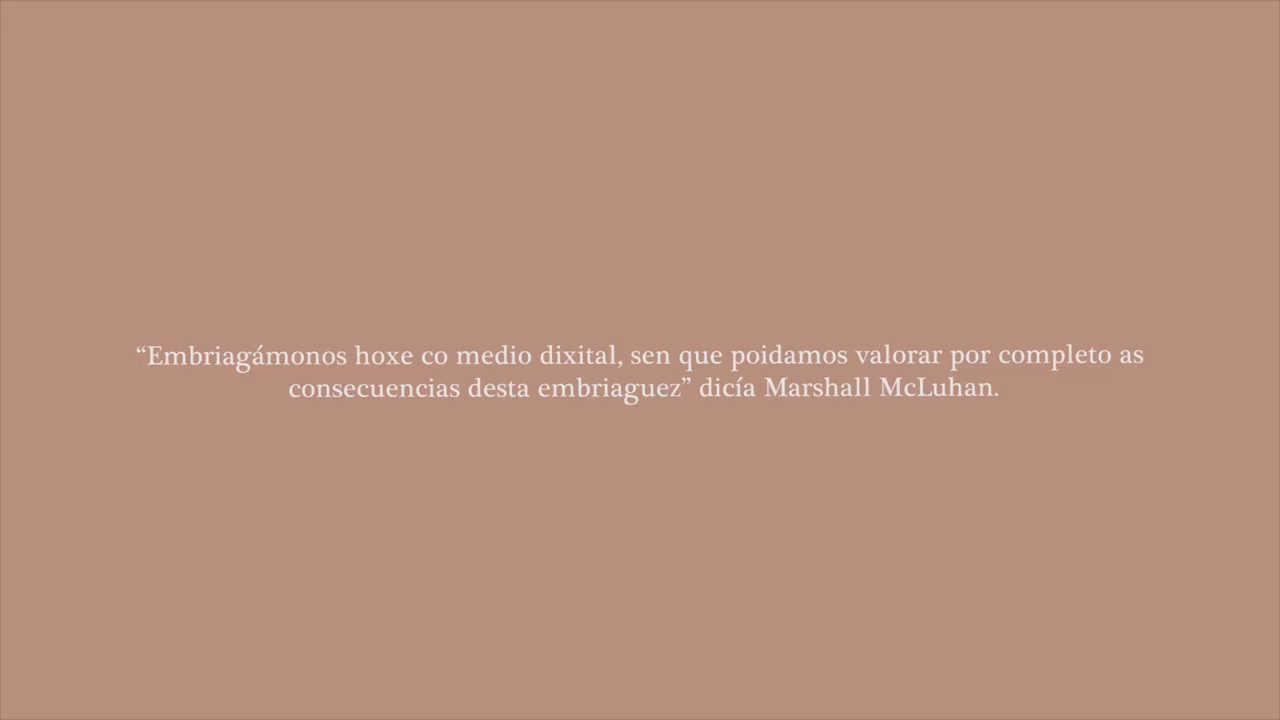 “Embriagámonos hoxe co medio dixital, sen que poidamos valorar por completo as
consecuencias desta embriaguez” dicía Marshall McLuhan.